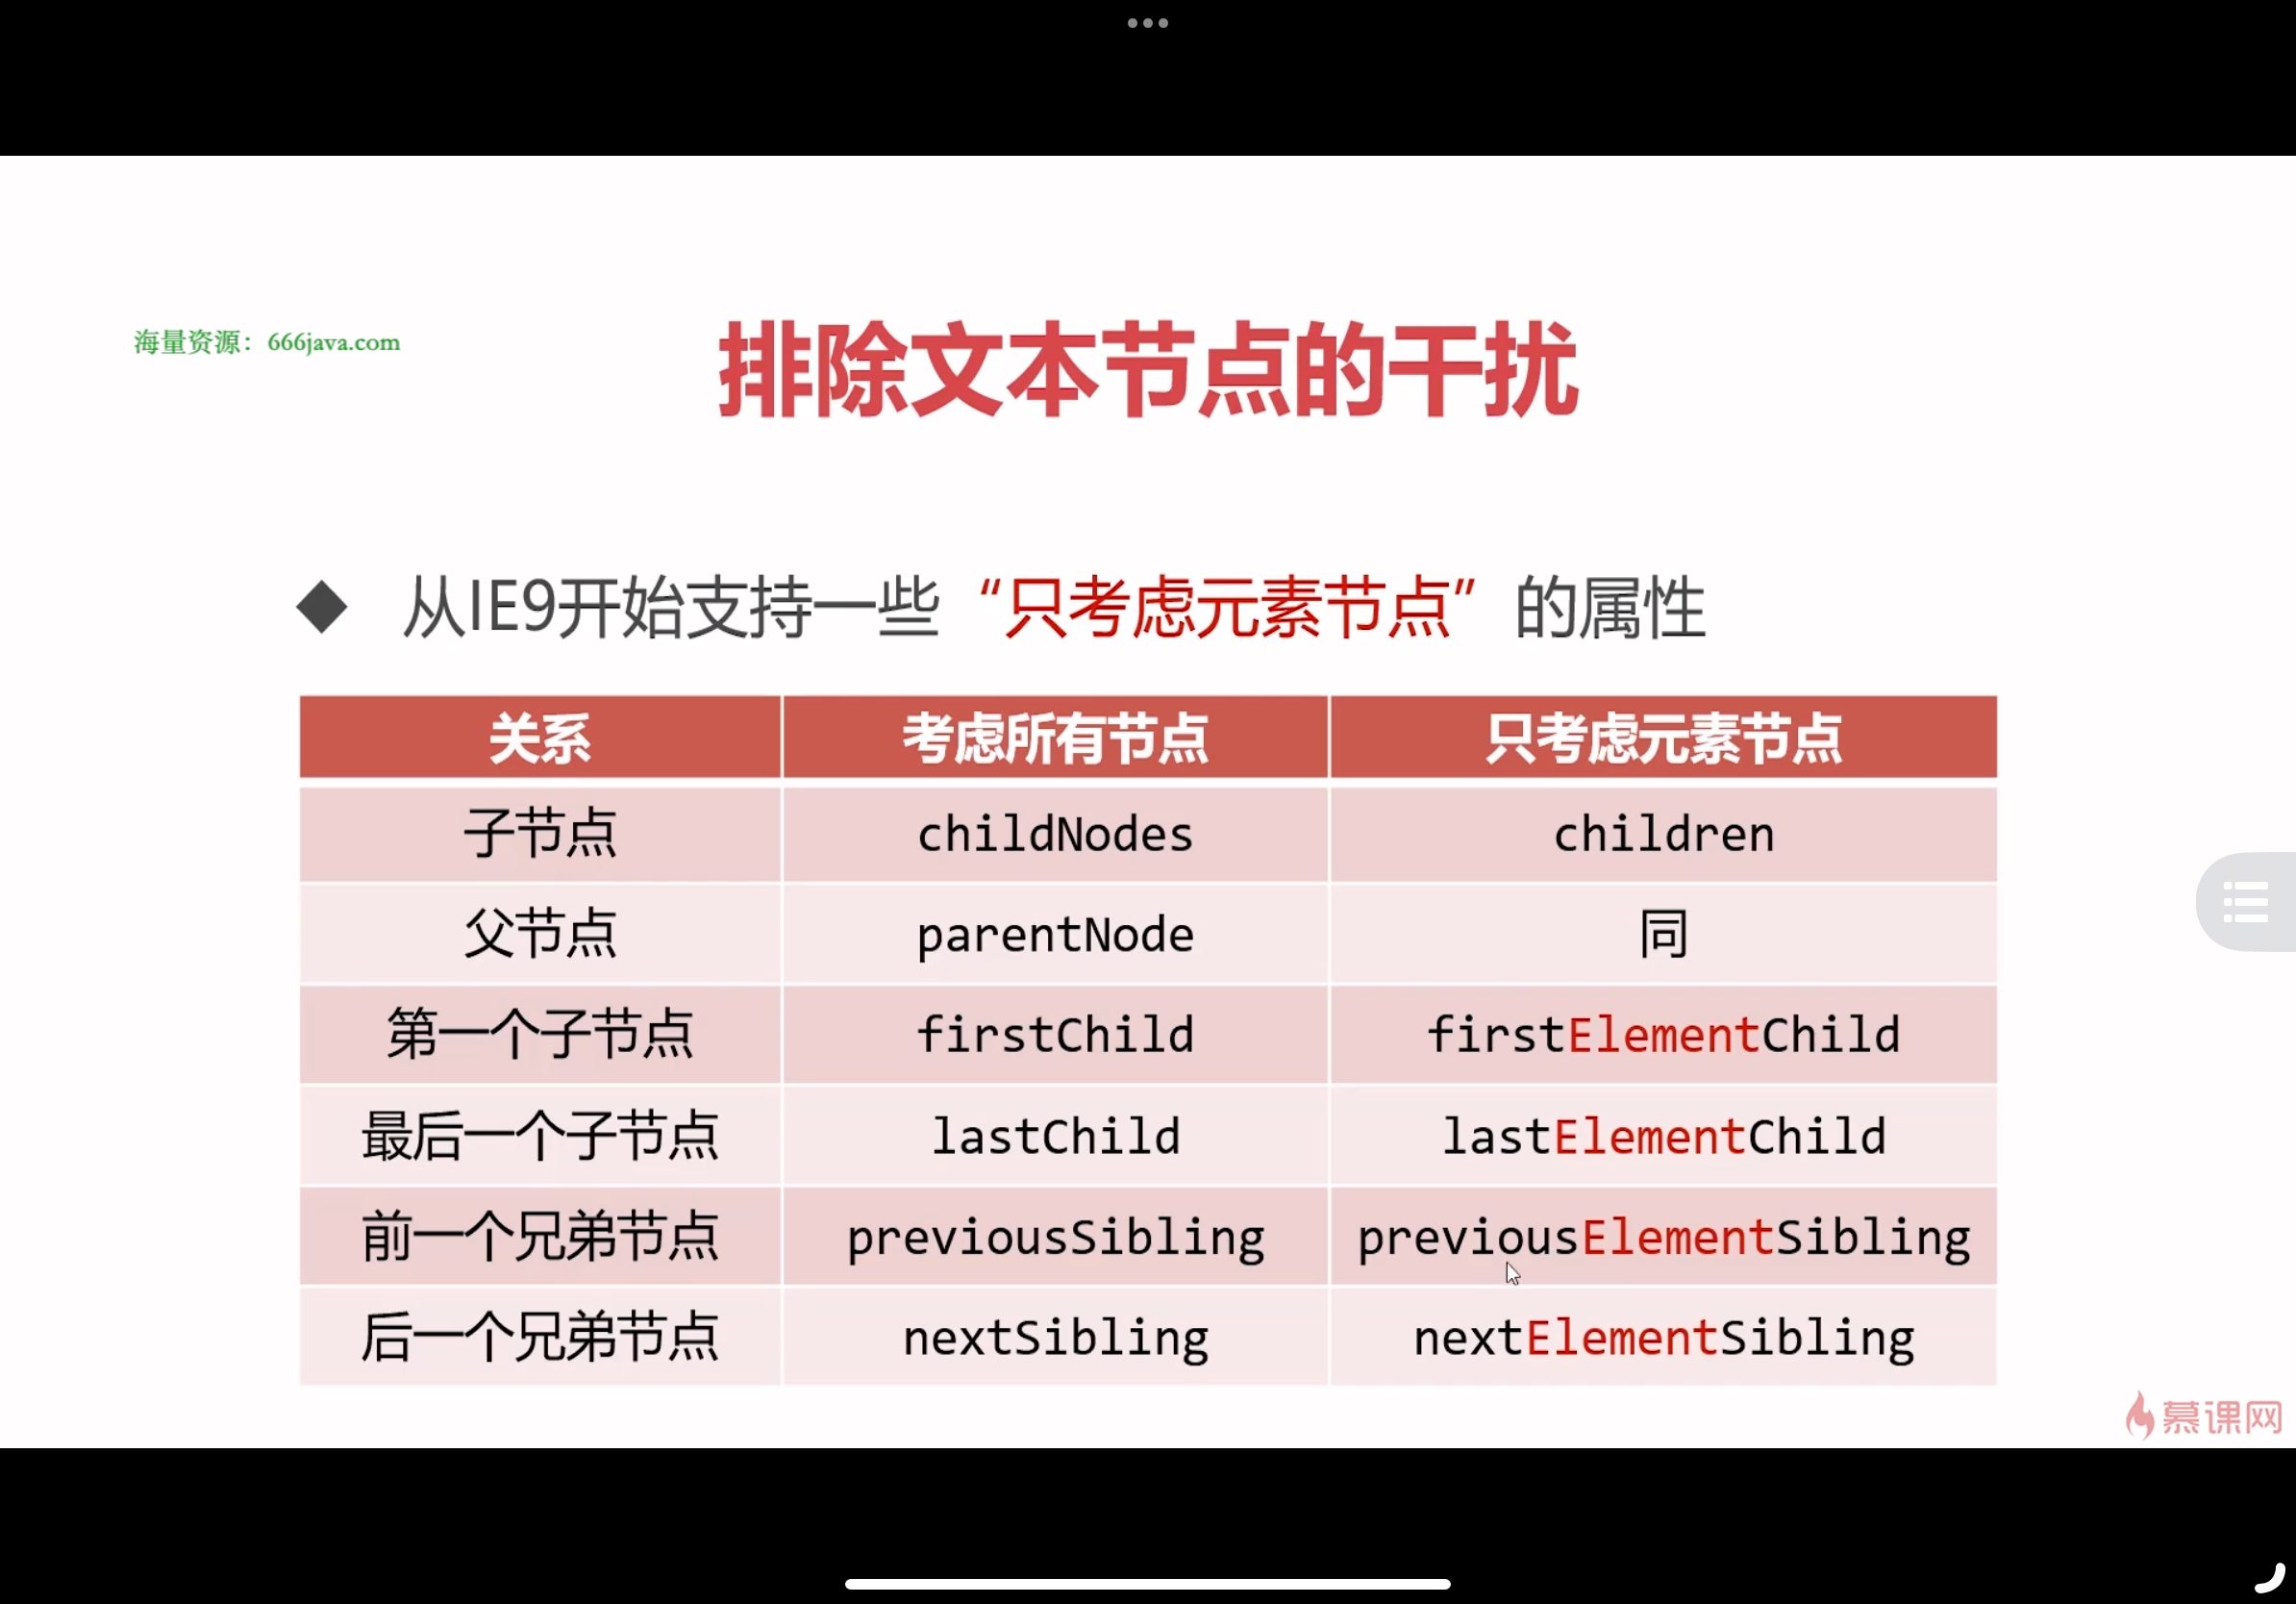 海量资源：666java.com
排除文本节点的干扰
从IE9开始支持一些“只考虑元素节点”的属性
关系 考虑所有节点 只考虑元素节点
子节点 childNodes children
父节点 parentNode 同
第一个子节点 firstChild firstElementChild
最后一个子节点 lastChild lastElementChild
前一个兄弟节点 previousSibling previousElementSibling
后一个兄弟节点 nextSibling nextElementSibling
慕课网